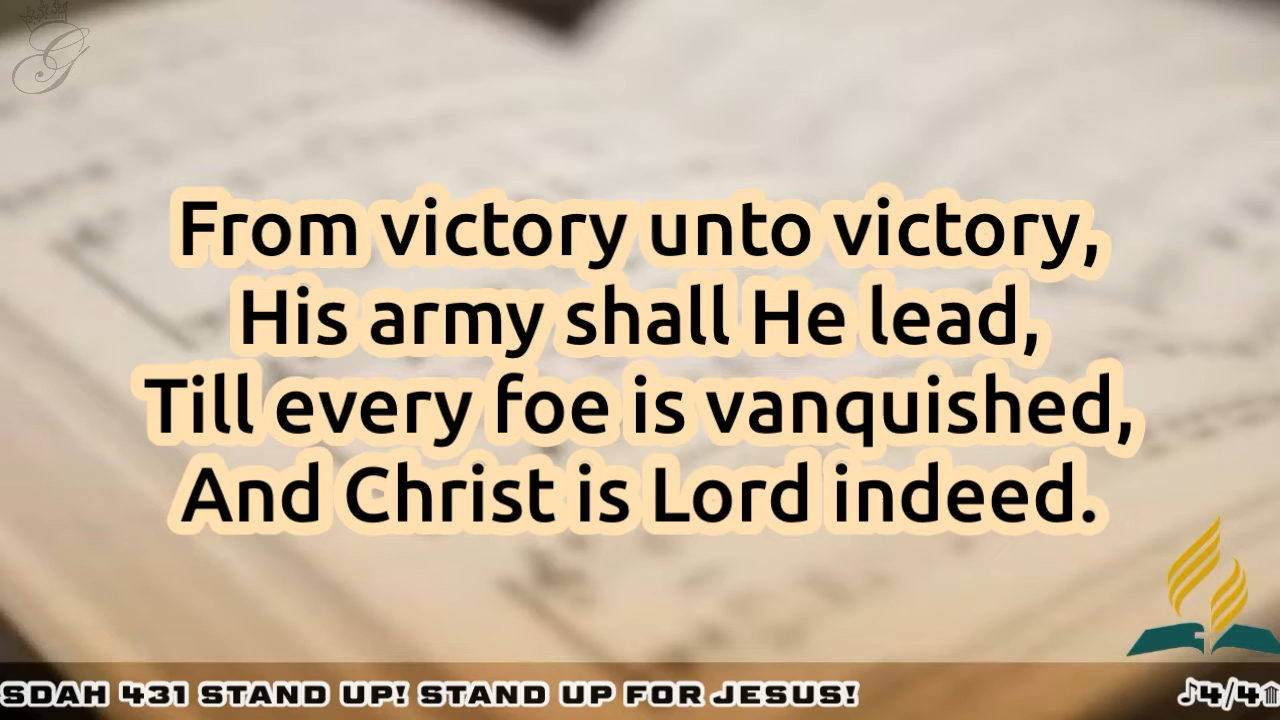 G
From victory unto victory,
His army shall He lead,
Till every foe is vanquished,
And Christ is Lord indeed.
SDAH 431 STAND UP! STAND UP FOR JESUS!
♪4/4